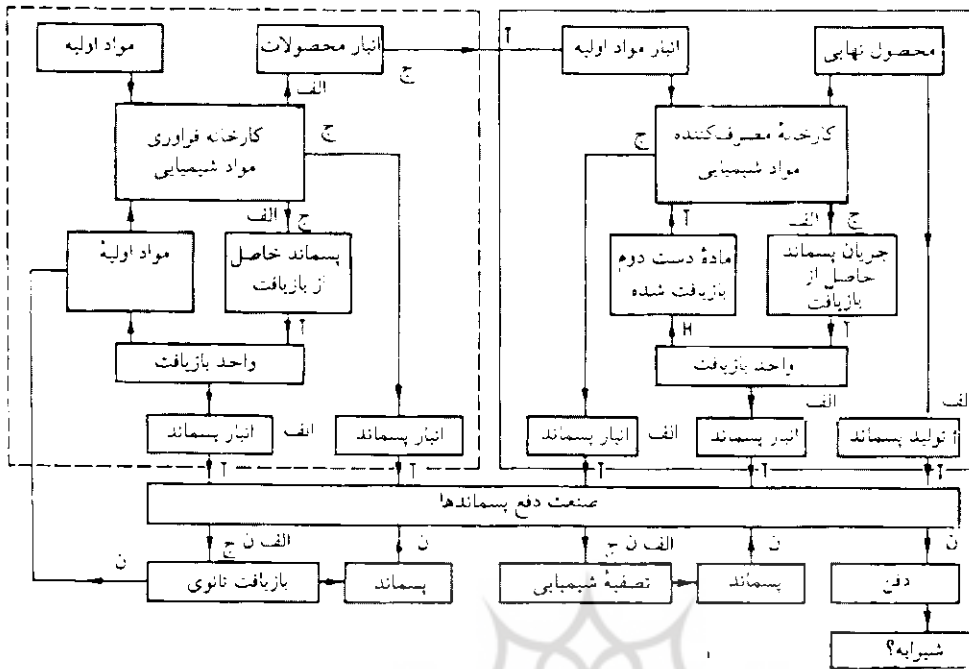 مواد اولیه
انبار محصولات
انبار مواد اولیه
محصول نهایی
آ
ج
الف
کارخانه فراوری
مواد شیمیایی
ج
کارخانهٔ مصرف‌کننده
مواد شیمیایی
ج
الف
ج
آ
الف
ج
مواد اولیهٔ
پسماند حاصل
از بازیافت
مادهٔ دست دوم
بازیافت شده
جریان پسماند
حاصل از
بازیافت
آ
H
آ
واحد بازیافت
واحد بازیافت
الف
الف
انبار پسماند
الف
انبار پسماند
انبار پسماند
الف
انبار پسماند
تولید پسماند
آ
آ
آ
آ
آ
صنعت دفع پسماندها
الف ن ج
ن
الف ن ج
ن
ن
ن
بازیافت ثانوی
پسماند
تصفیهٔ شیمیایی
پسماند
دفن
شیرابه؟